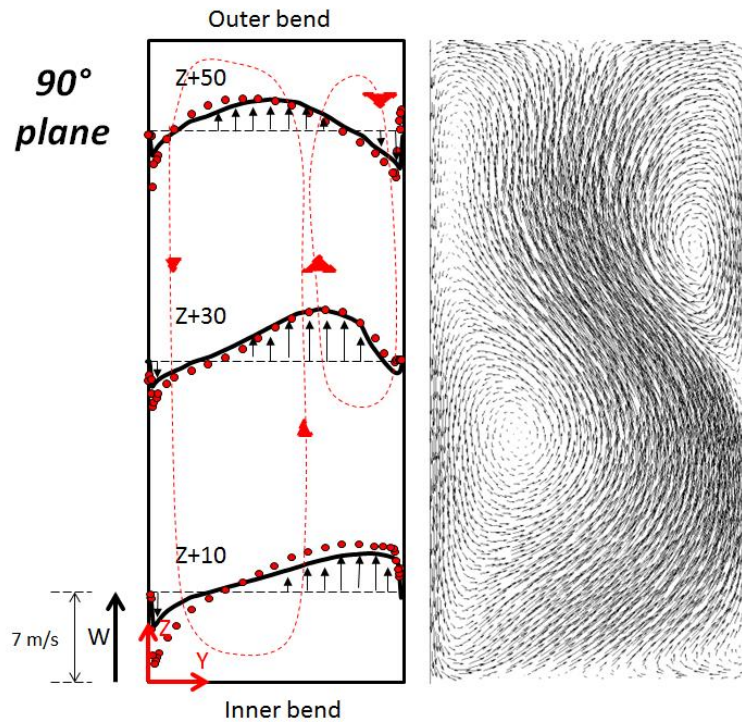 Outer bend
90°
plane
Z+50
Z+30
Z+10
7 m/s
W
Z
Y
Inner bend